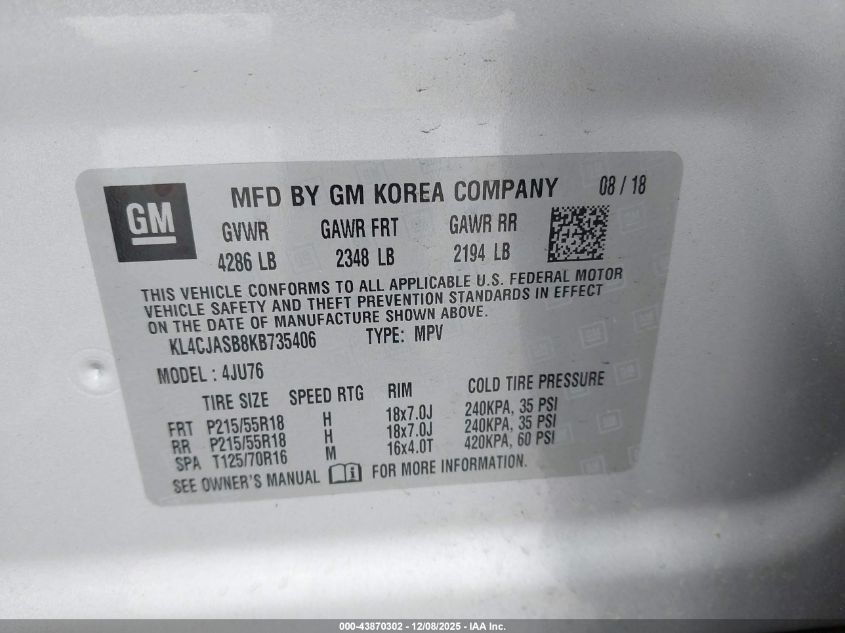 GM
MFD BY GM KOREA COMPANY 08 / 18
GVWR GAWR FRT GAWR RR
4286 LB 2348 LB 2194 LB
THIS VEHICLE CONFORMS TO ALL APPLICABLE U.S. FEDERAL MOTOR
VEHICLE SAFETY AND THEFT PREVENTION STANDARDS IN EFFECT
ON THE DATE OF MANUFACTURE SHOWN ABOVE.
KL4CJASB8KB735406 TYPE: MPV
MODEL : 4JU76
TIRE SIZE SPEED RTG RIM COLD TIRE PRESSURE
FRT P215/55R18 H 18x7.0J 240KPA, 35 PSI
RR P215/55R18 H 18x7.0J 240KPA, 35 PSI
SPA T125/70R16 M 16x4.0T 420KPA, 60 PSI
SEE OWNER'S MANUAL i FOR MORE INFORMATION.
000-43870302 - 12/08/2025 - IAA Inc.